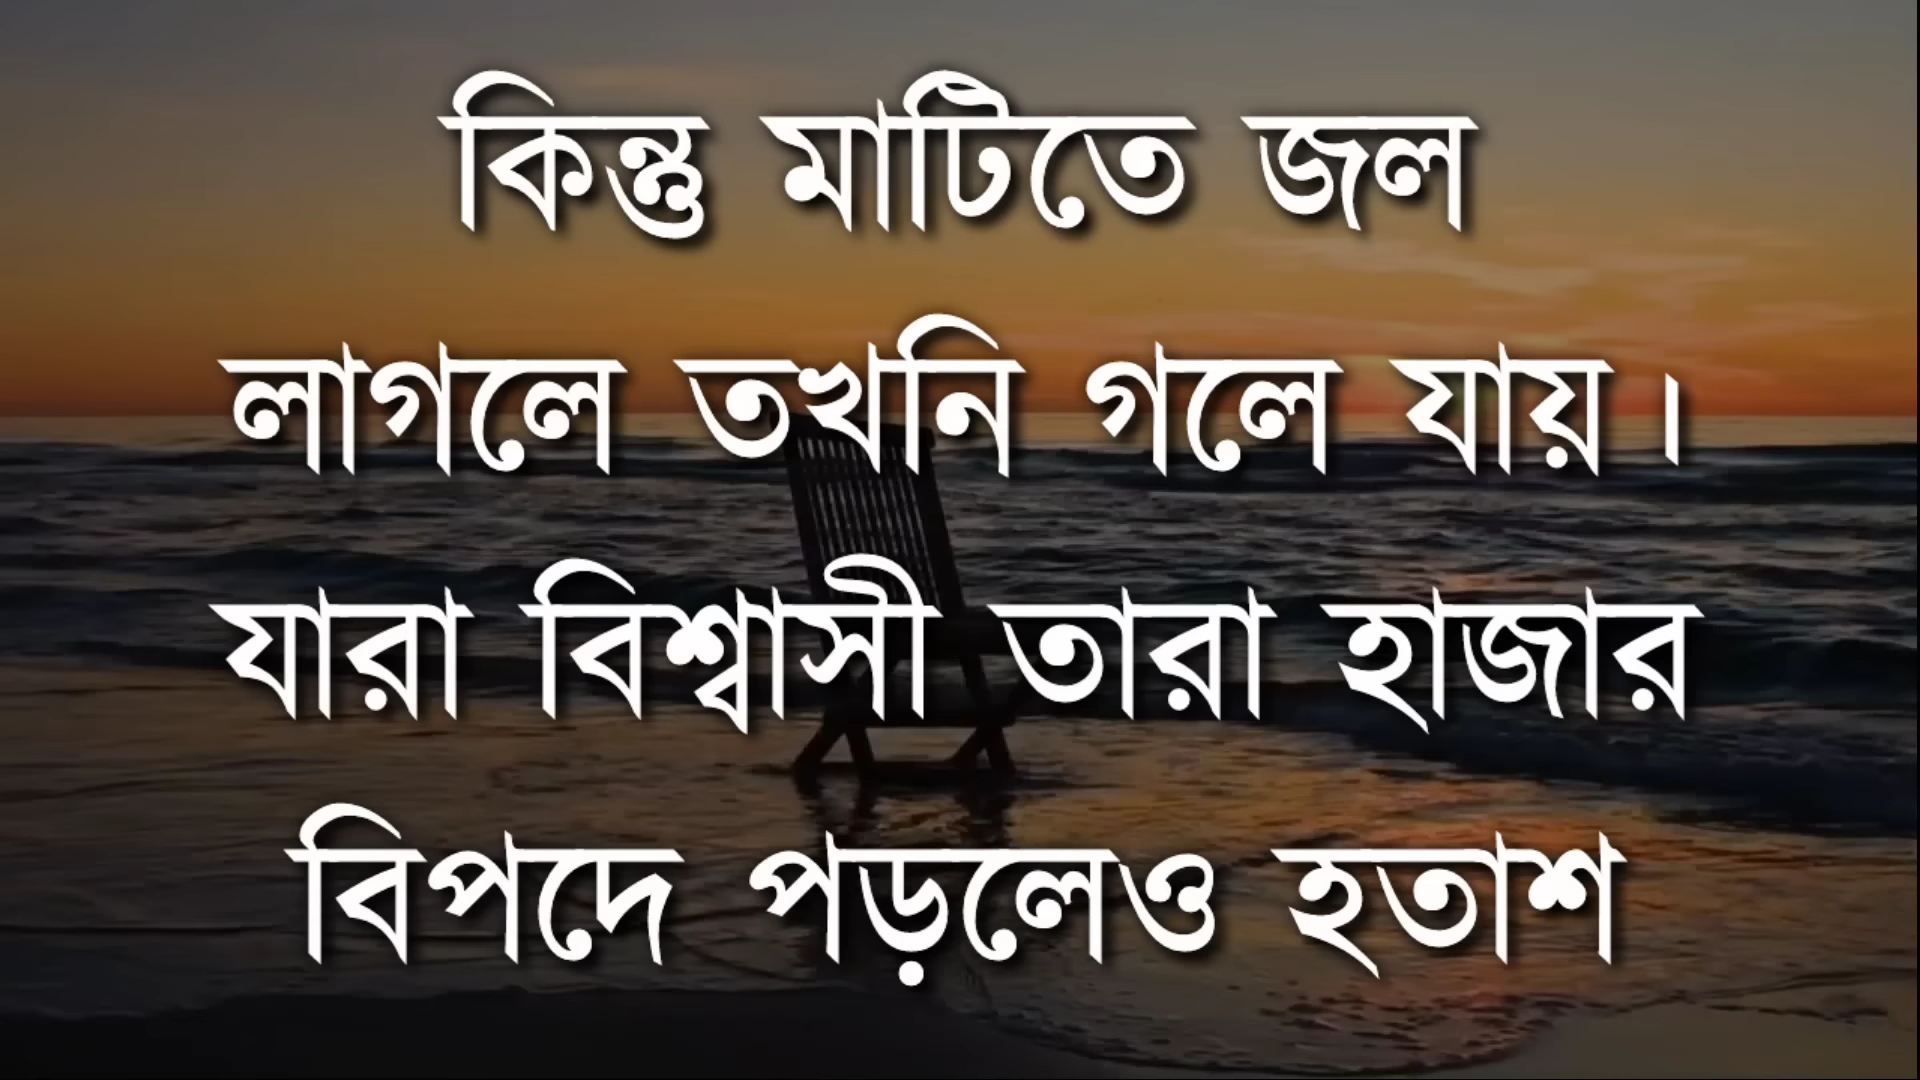 কিন্তু মাটিতে জল
লাগলে তখনি গলে যায়।
যারা বিশ্বাসী তারা হাজার
বিপদে পড়লেও হতাশ